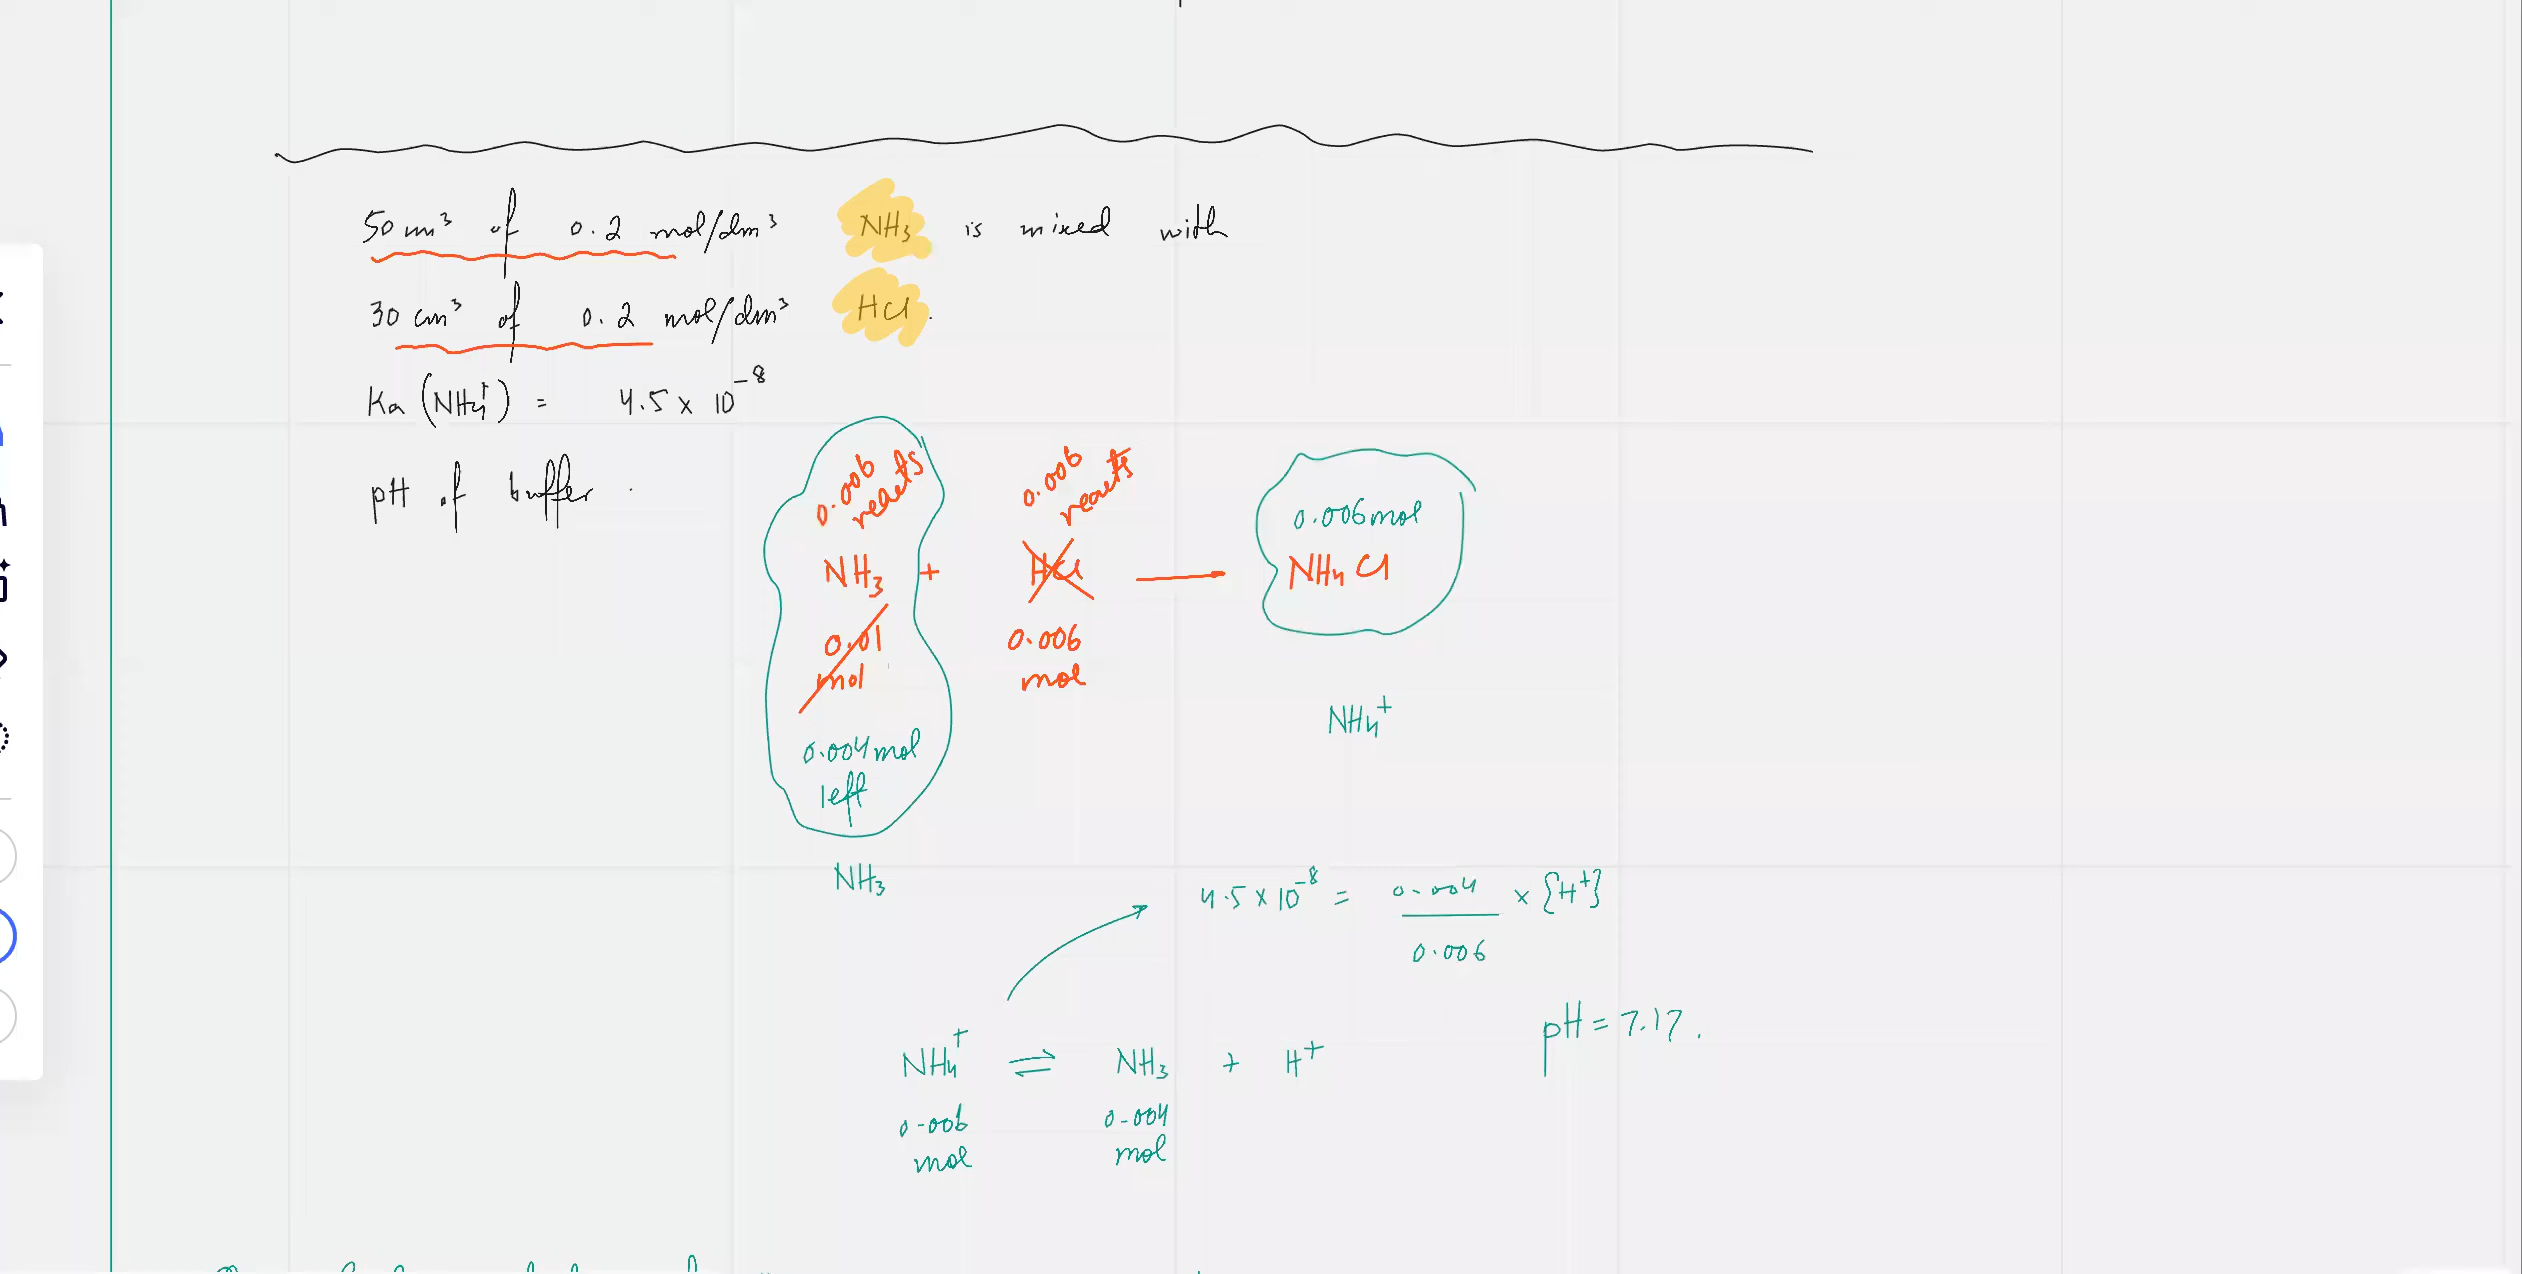 50 cm³ of 0.2 mol/dm³ NH₃ is mixed with
30 cm³ of 0.2 mol/dm³ HCl.
Ka (NH₄⁺) = 4.5 × 10⁻⁸
pH of buffer.
0.006 reacts 0.006 reacts 0.006 mol
NH₃ + HCl → NH₄Cl
0.01 mol 0.006 mol
0.004 mol left
NH₄⁺
NH₃
4.5 × 10⁻⁸ = 0.004 / 0.006 × [H⁺]
pH = 7.17.
NH₄⁺ ⇌ NH₃ + H⁺
0.006 mol 0.004 mol